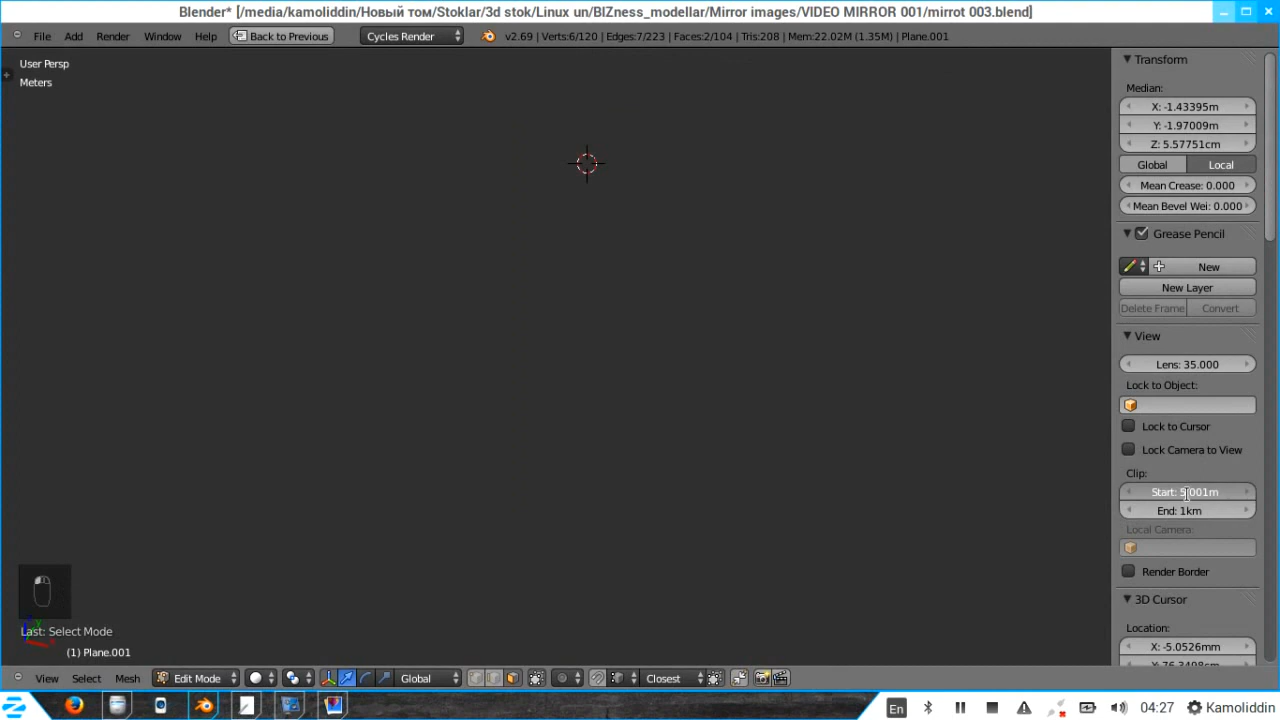 Blender* [/media/kamoliddin/Новый том/Stoklar/3d stok/Linux un/BIZness_modellar/Mirror images/VIDEO MIRROR 001/mirrot 003.blend]
File Add Render Window Help Back to Previous Cycles Render v2.69 | Verts:6/120 | Edges:7/223 | Faces:2/104 | Tris:208 | Mem:22.02M (1.35M) | Plane.001
User Persp
Meters
Transform
Median:
X: -1.43395m
Y: -1.97009m
Z: 5.57751cm
Global Local
Mean Crease: 0.000
Mean Bevel Wei: 0.000
Grease Pencil
New
New Layer
Delete Frame Convert
View
Lens: 35.000
Lock to Object:
Lock to Cursor
Lock Camera to View
Clip:
Start: 5.001m
End: 1km
Local Camera:
Render Border
3D Cursor
Location:
X: -5.0526mm
Last: Select Mode
(1) Plane.001
View Select Mesh Edit Mode Global Closest
En 04:27 Kamoliddin